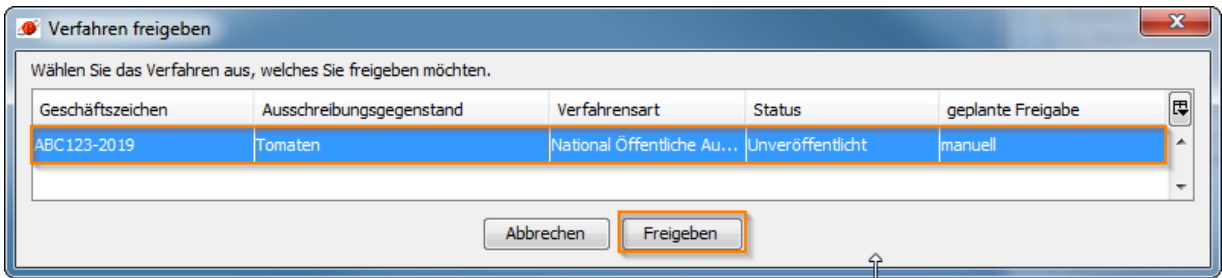 Verfahren freigeben
Wählen Sie das Verfahren aus, welches Sie freigeben möchten.
Geschäftszeichen Ausschreibungsgegenstand Verfahrensart Status geplante Freigabe
ABC123-2019 Tomaten National Öffentliche Au... Unveröffentlicht manuell
Abbrechen Freigeben